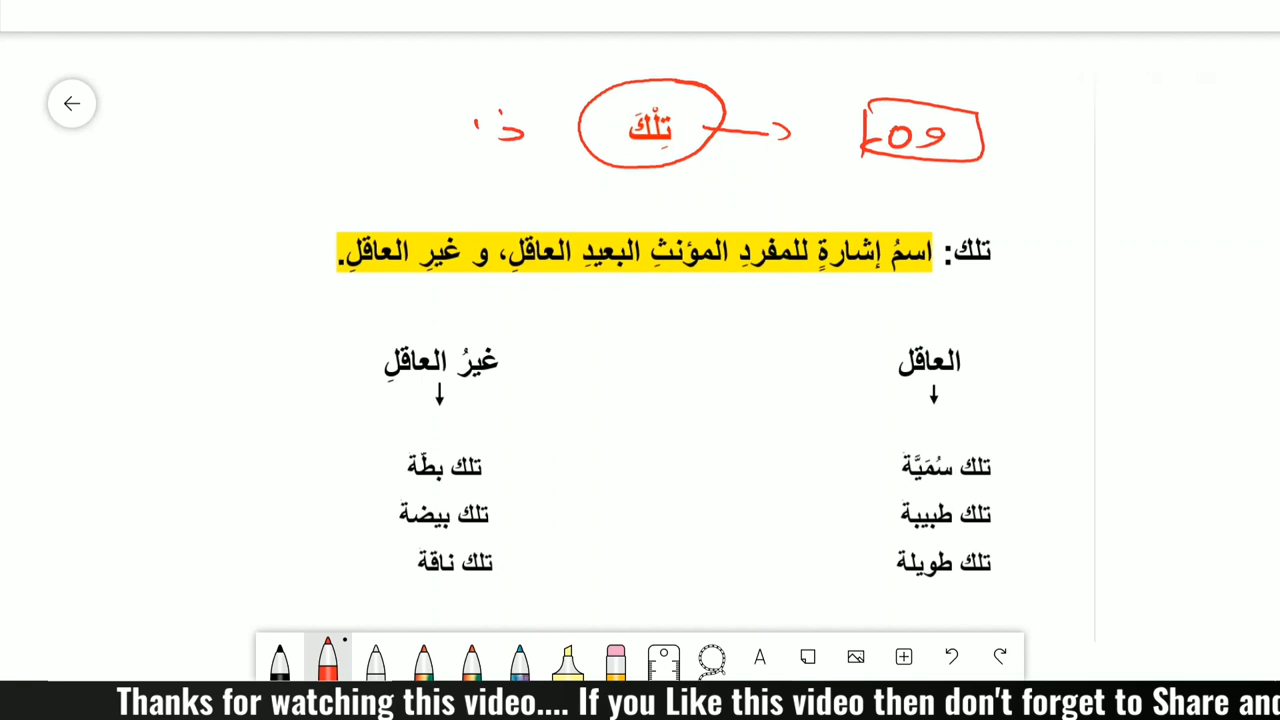 تِلْكَ
تلك: اسمُ إشارةٍ للمفردِ المؤنثِ البعيدِ العاقلِ، و غيرِ العاقلِ.
العاقل
غيرُ العاقلِ
تلك سُمَيَّة
تلك بطّة
تلك طبيبة
تلك بيضة
تلك طويلة
تلك ناقة
A
Thanks for watching this video.... If you Like this video then don't forget to Share and